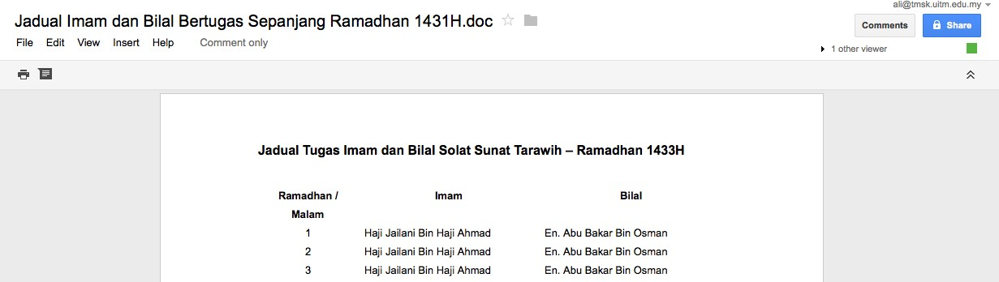 ali@tmsk.uitm.edu.my
Jadual Imam dan Bilal Bertugas Sepanjang Ramadhan 1431H.doc
Comments Share
File Edit View Insert Help Comment only
1 other viewer
Jadual Tugas Imam dan Bilal Solat Sunat Tarawih – Ramadhan 1433H
Ramadhan / Imam Bilal
Malam
1 Haji Jailani Bin Haji Ahmad En. Abu Bakar Bin Osman
2 Haji Jailani Bin Haji Ahmad En. Abu Bakar Bin Osman
3 Haji Jailani Bin Haji Ahmad En. Abu Bakar Bin Osman